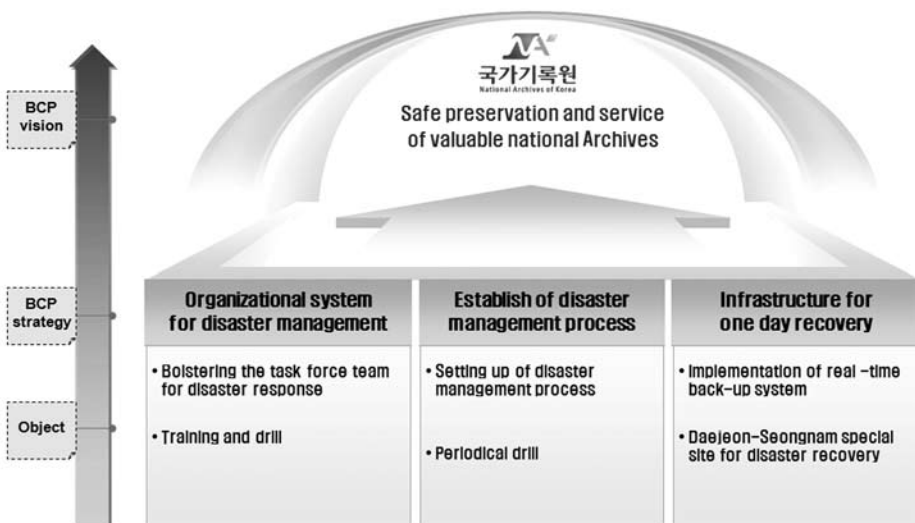 NA
국가기록원
National Archives of Korea
Safe preservation and service
of valuable national Archives
BCP
vision
BCP
strategy
Organizational system
for disaster management
Establish of disaster
management process
Infrastructure for
one day recovery
Object
• Bolstering the task force team
for disaster response
• Training and drill
• Setting up of disaster
management process
• Periodical drill
• Implementation of real -time
back-up system
• Daejeon-Seongnam special
site for disaster recovery